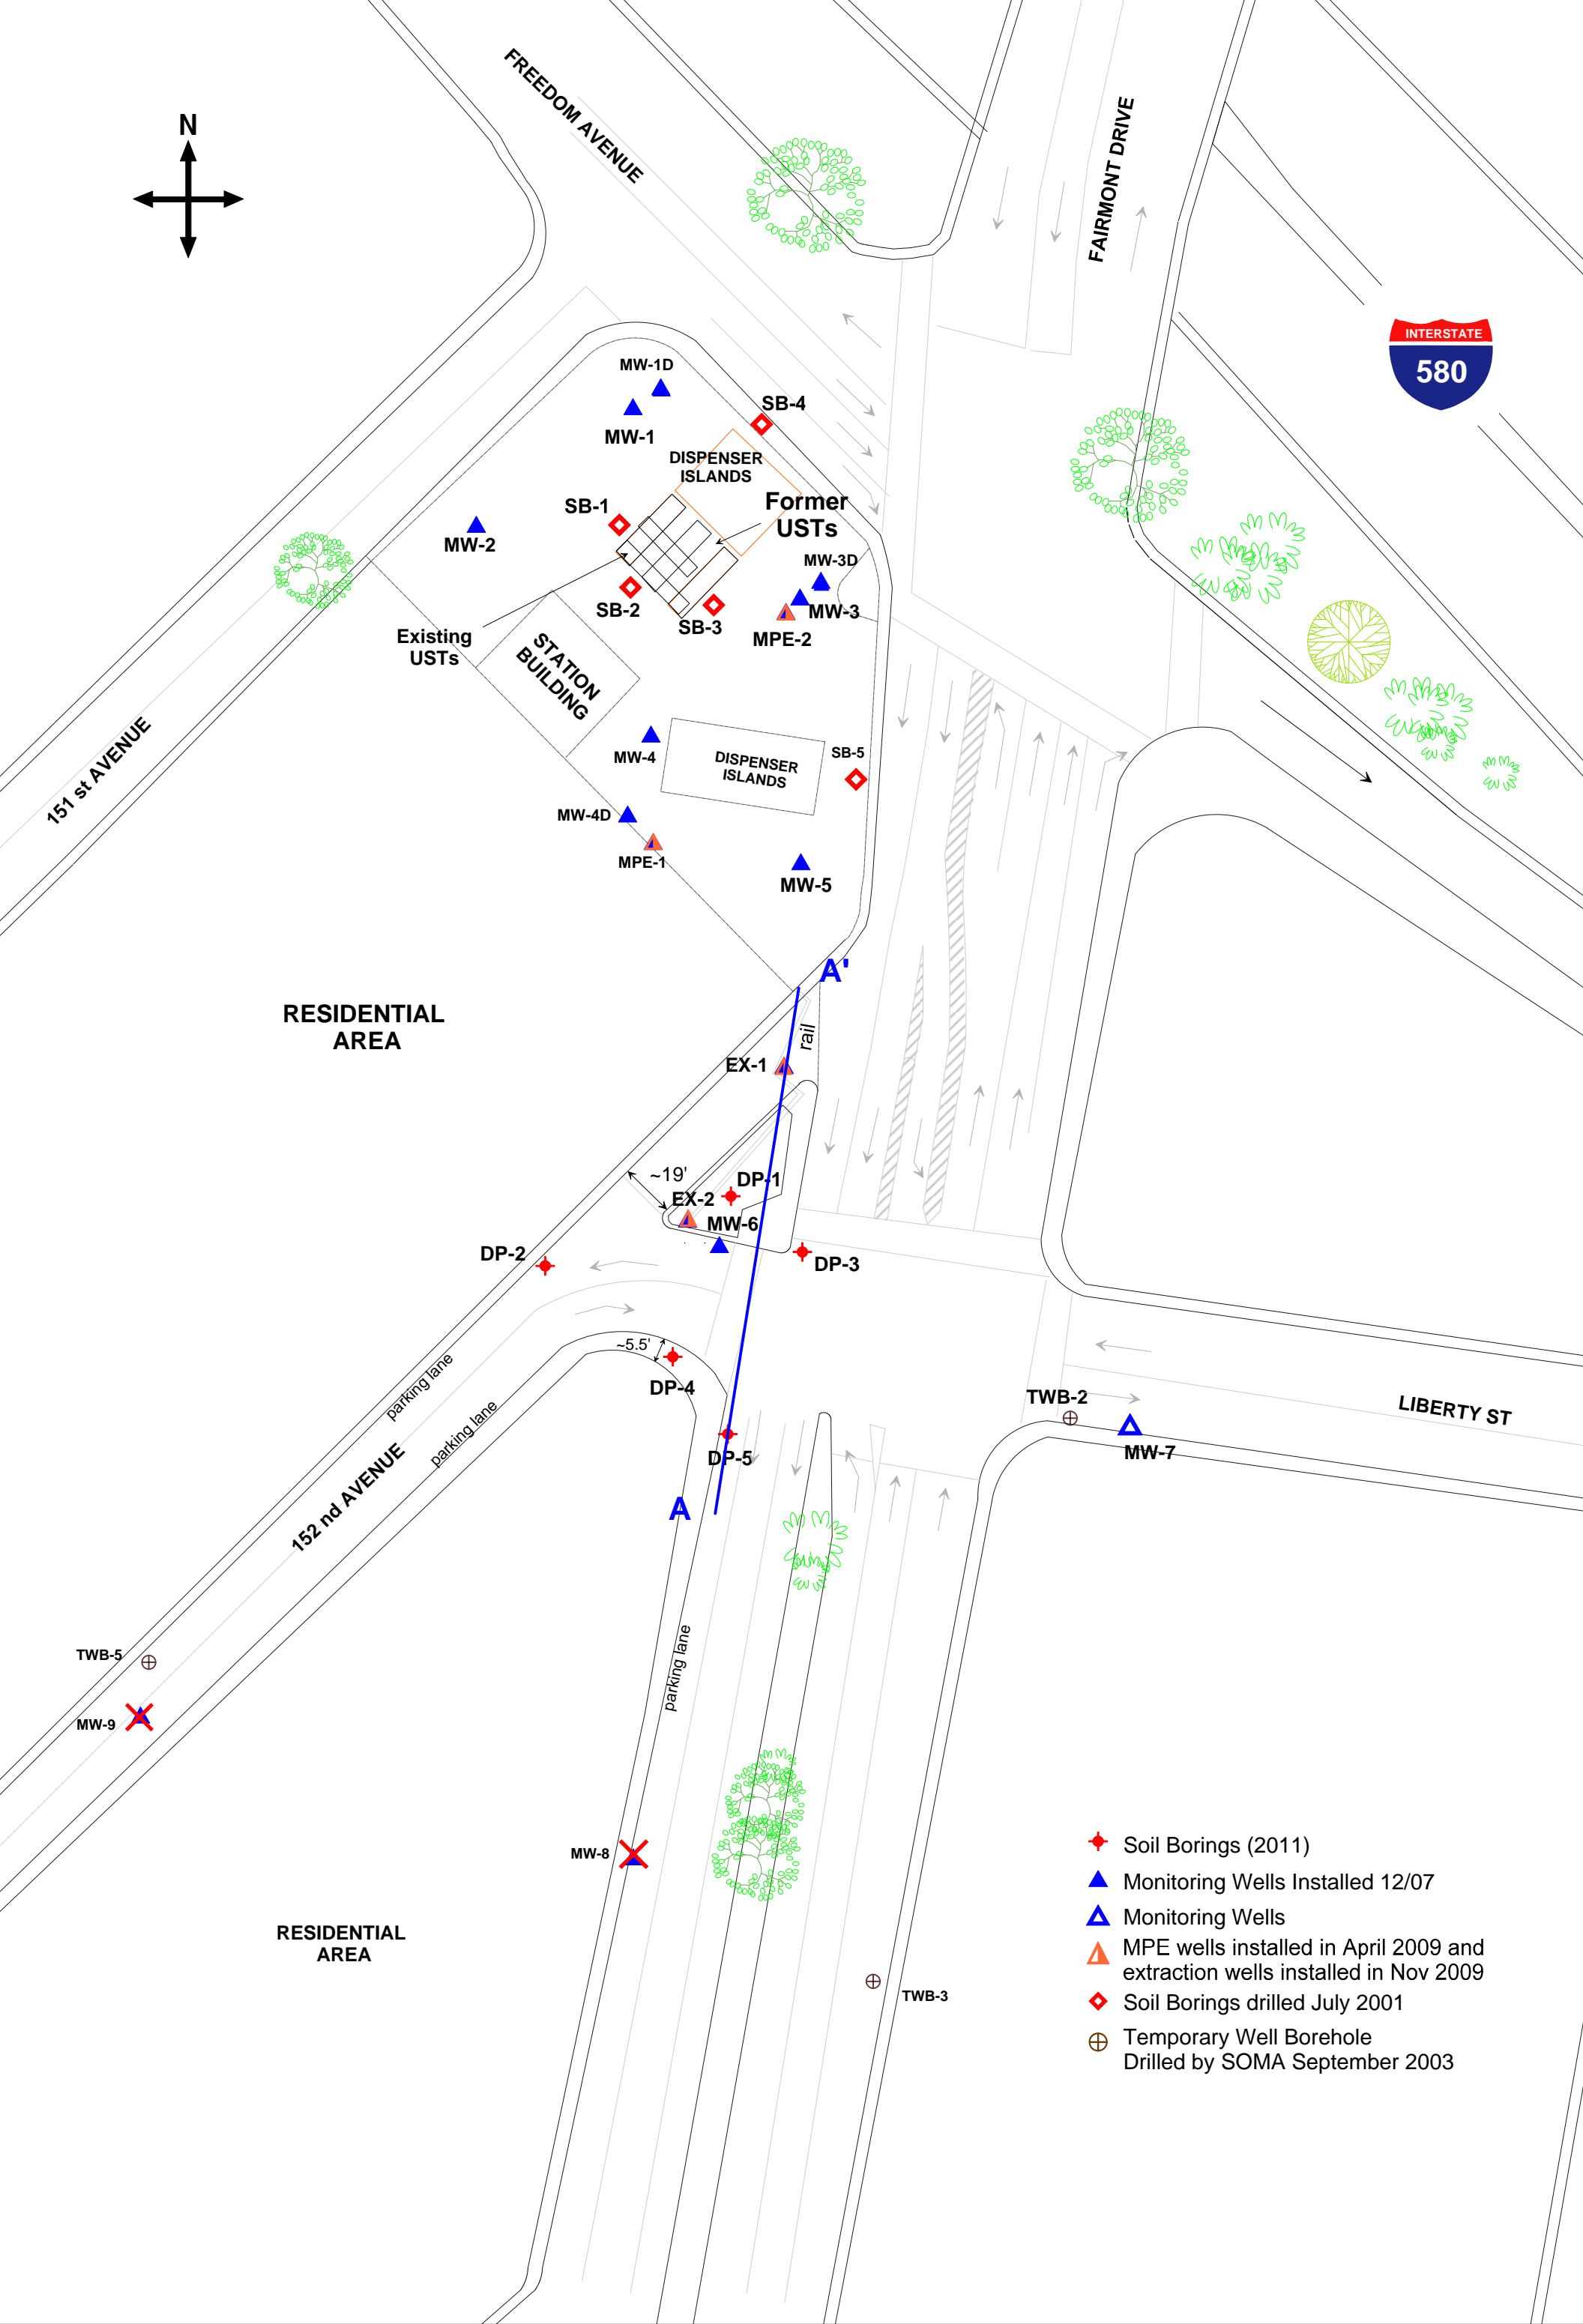 FREEDOM AVENUE
FAIRMONT DRIVE
N
INTERSTATE
580
MW-1D
SB-4
MW-1
DISPENSER
ISLANDS
Former
USTs
SB-1
MW-2
MW-3D
SB-2
MW-3
SB-3
MPE-2
Existing
USTs
STATION
BUILDING
151 st AVENUE
MW-4
DISPENSER
ISLANDS
SB-5
MW-4D
MPE-1
MW-5
A'
RESIDENTIAL
AREA
rail
EX-1
~19'
DP-1
EX-2
MW-6
DP-2
DP-3
~5.5'
DP-4
parking lane
parking lane
TWB-2
LIBERTY ST
MW-7
DP-5
152 nd AVENUE
A
parking lane
TWB-5
MW-9
MW-8
RESIDENTIAL
AREA
TWB-3
Soil Borings (2011)
Monitoring Wells Installed 12/07
Monitoring Wells
MPE wells installed in April 2009 and
extraction wells installed in Nov 2009
Soil Borings drilled July 2001
Temporary Well Borehole
Drilled by SOMA September 2003